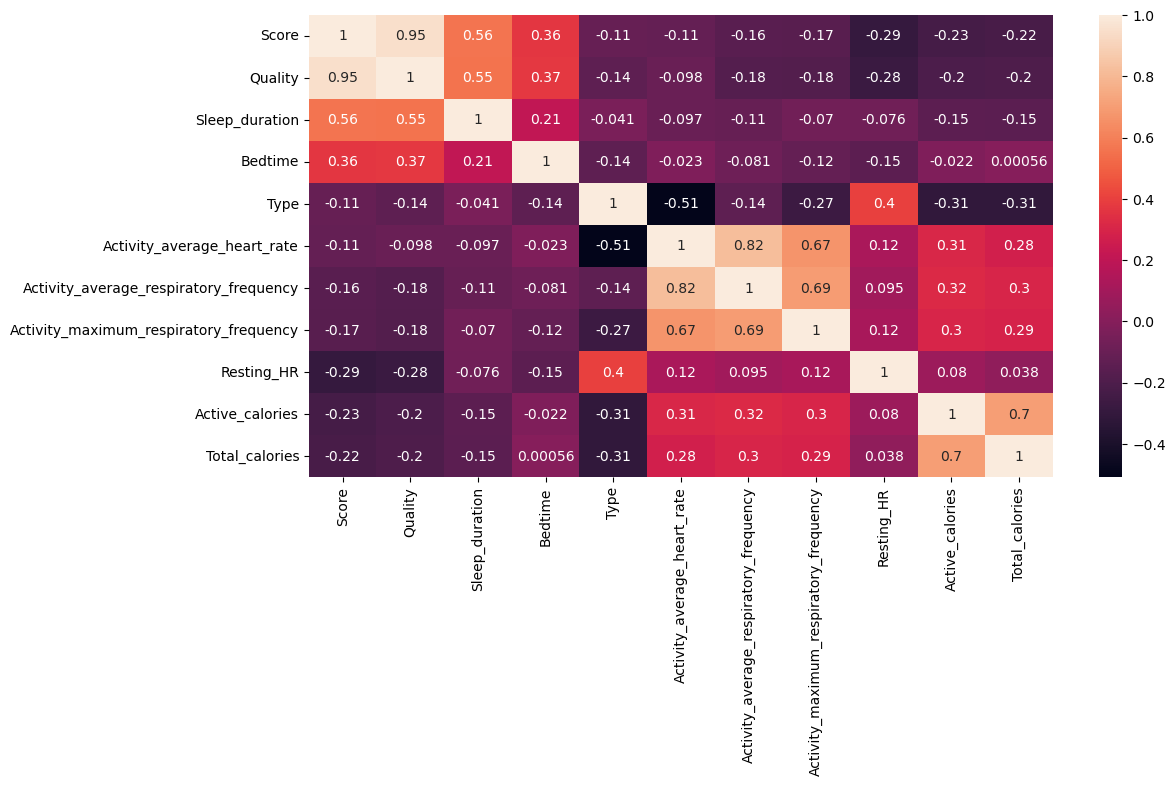 Score 1 0.95 0.56 0.36 -0.11 -0.11 -0.16 -0.17 -0.29 -0.23 -0.22
Quality 0.95 1 0.55 0.37 -0.14 -0.098 -0.18 -0.18 -0.28 -0.2 -0.2
Sleep_duration 0.56 0.55 1 0.21 -0.041 -0.097 -0.11 -0.07 -0.076 -0.15 -0.15
Bedtime 0.36 0.37 0.21 1 -0.14 -0.023 -0.081 -0.12 -0.15 -0.022 0.00056
Type -0.11 -0.14 -0.041 -0.14 1 -0.51 -0.14 -0.27 0.4 -0.31 -0.31
Activity_average_heart_rate -0.11 -0.098 -0.097 -0.023 -0.51 1 0.82 0.67 0.12 0.31 0.28
Activity_average_respiratory_frequency -0.16 -0.18 -0.11 -0.081 -0.14 0.82 1 0.69 0.095 0.32 0.3
Activity_maximum_respiratory_frequency -0.17 -0.18 -0.07 -0.12 -0.27 0.67 0.69 1 0.12 0.3 0.29
Resting_HR -0.29 -0.28 -0.076 -0.15 0.4 0.12 0.095 0.12 1 0.08 0.038
Active_calories -0.23 -0.2 -0.15 -0.022 -0.31 0.31 0.32 0.3 0.08 1 0.7
Total_calories -0.22 -0.2 -0.15 0.00056 -0.31 0.28 0.3 0.29 0.038 0.7 1
Score
Quality
Sleep_duration
Bedtime
Type
Activity_average_heart_rate
Activity_average_respiratory_frequency
Activity_maximum_respiratory_frequency
Resting_HR
Active_calories
Total_calories
1.0
0.8
0.6
0.4
0.2
0.0
−0.2
−0.4